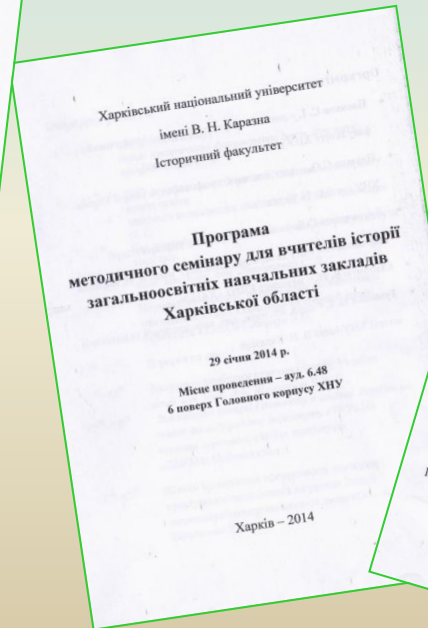 Харківський національний університет
імені В. Н. Каразна
Історичний факультет
Програма
методичного семінару для вчителів історії
загальноосвітніх навчальних закладів
Харківської області
29 січня 2014 р.
Місце проведення – ауд. 6.48
6 поверх Головного корпусу ХНУ
Харків – 2014